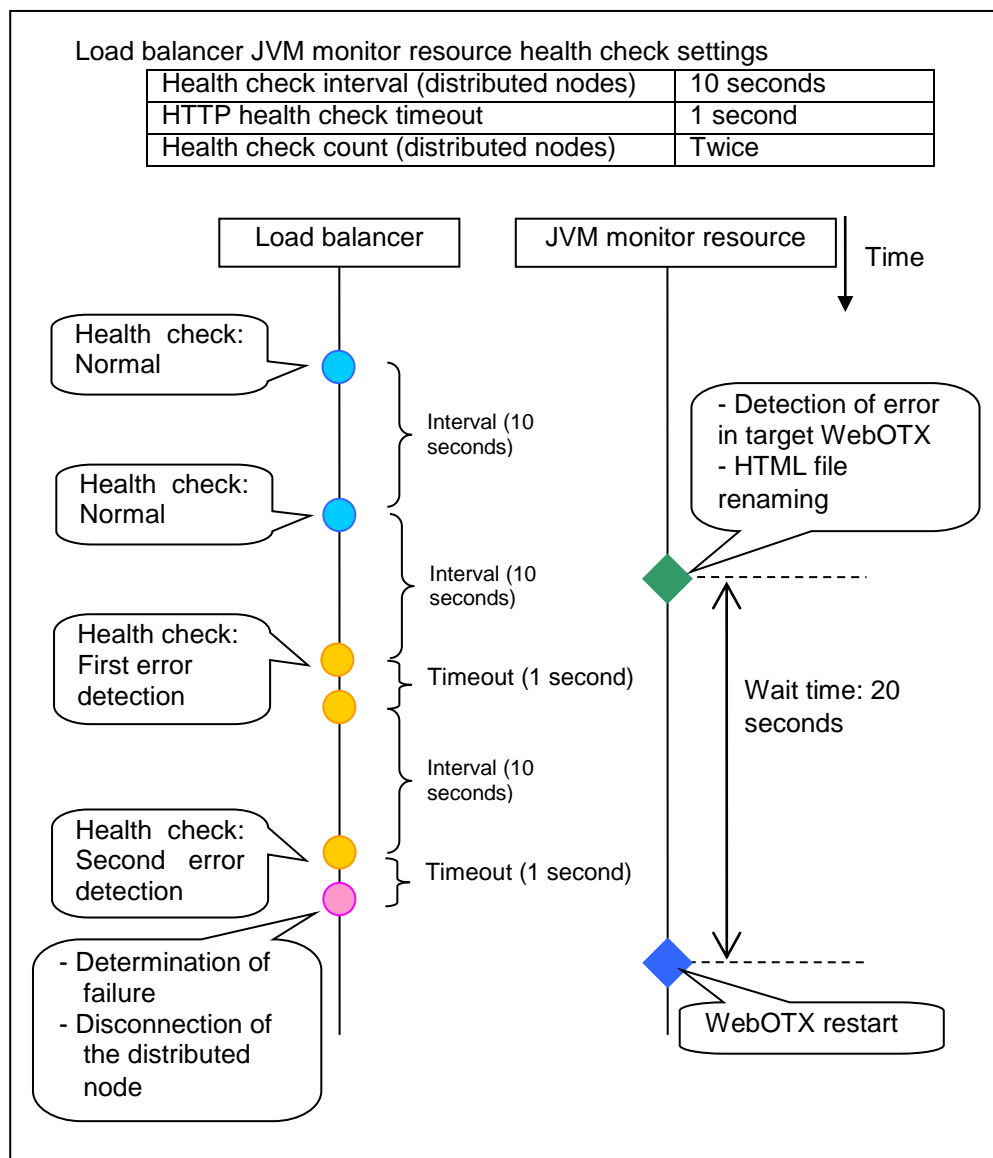 Load balancer JVM monitor resource health check settings
Health check interval (distributed nodes) 10 seconds
HTTP health check timeout 1 second
Health check count (distributed nodes) Twice
Load balancer
JVM monitor resource
Time
Health check:
Normal
Interval (10
seconds)
- Detection of error
in target WebOTX
- HTML file
renaming
Health check:
Normal
Interval (10
seconds)
Health check:
First error
detection
Timeout (1 second)
Wait time: 20
seconds
Interval (10
seconds)
Health check:
Second error
detection
Timeout (1 second)
- Determination of
failure
- Disconnection of
the distributed
node
WebOTX restart